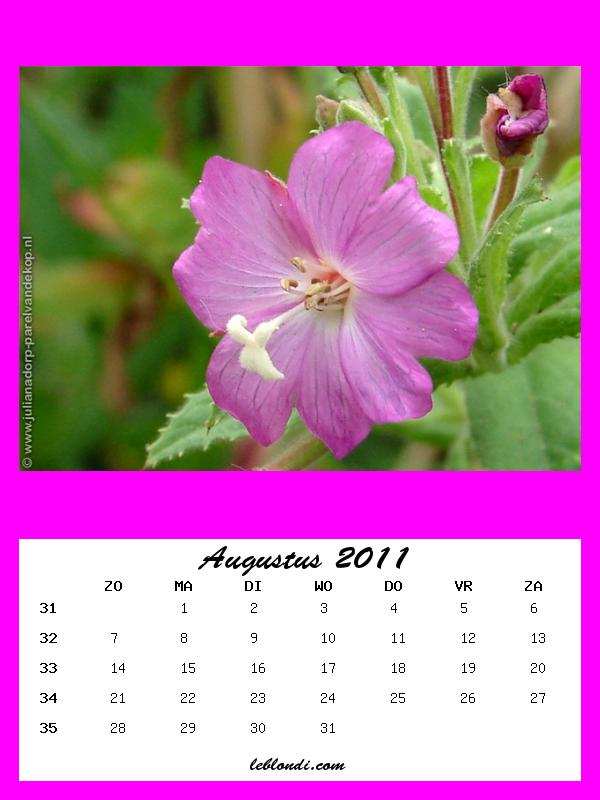 © www.julianadorp-parelvandekop.nl
Augustus 2011
ZO MA DI WO DO VR ZA
31 1 2 3 4 5 6
32 7 8 9 10 11 12 13
33 14 15 16 17 18 19 20
34 21 22 23 24 25 26 27
35 28 29 30 31
leblondi.com